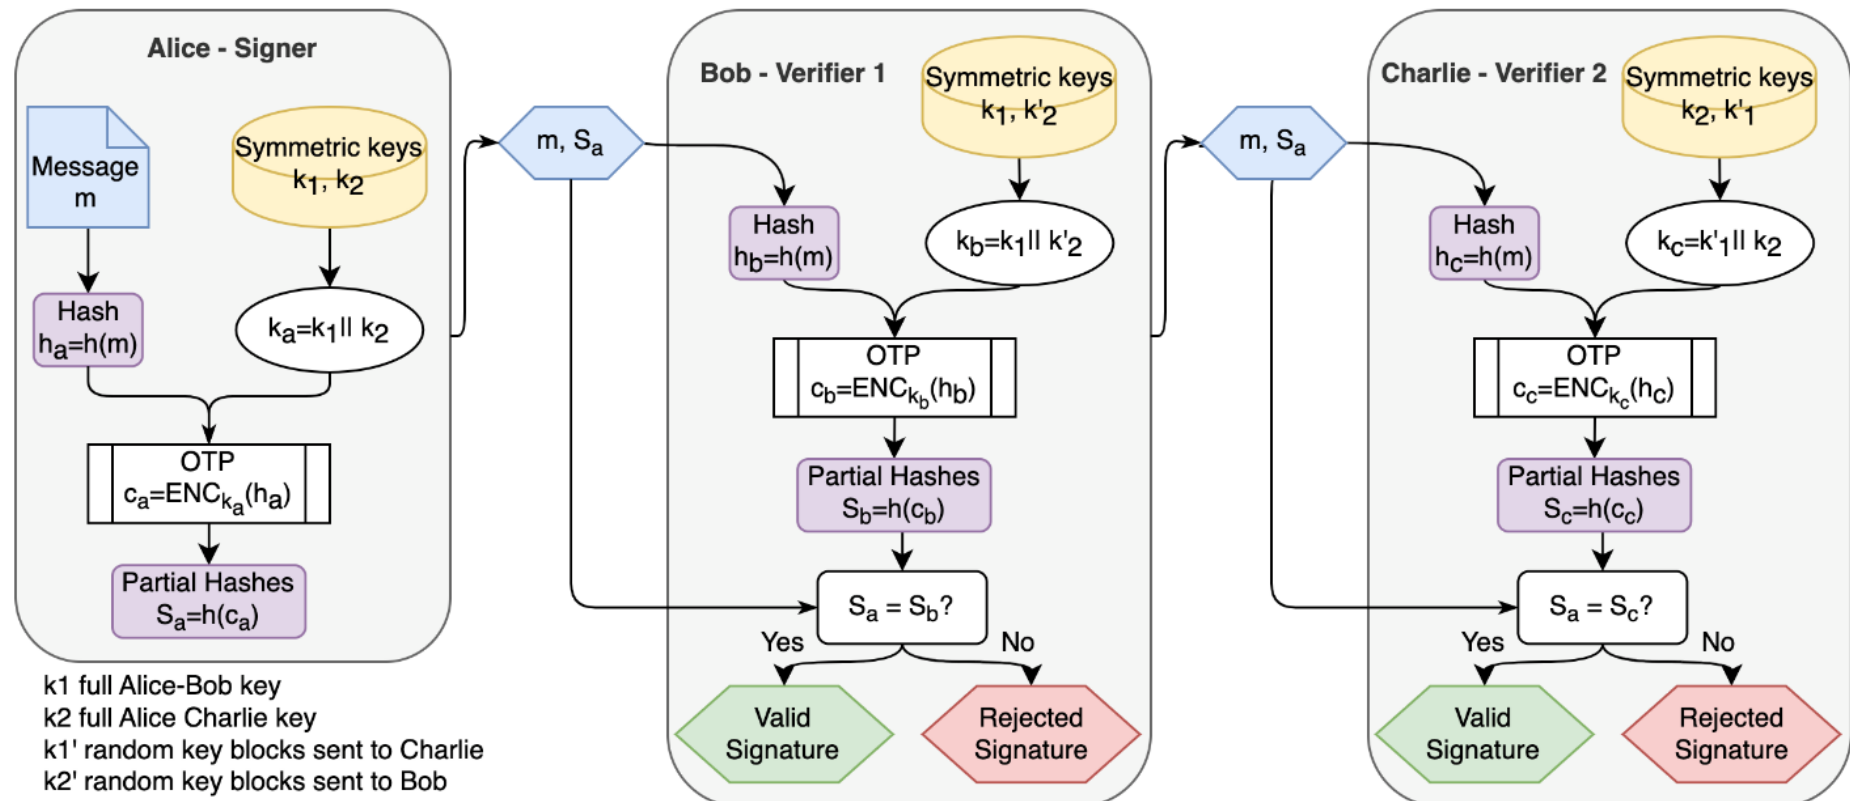 Alice - Signer
Message
m
Symmetric keys
k1, k2
Hash
ha=h(m)
ka=k1|| k2
OTP
ca=ENCka(ha)
Partial Hashes
Sa=h(ca)
k1 full Alice-Bob key
k2 full Alice Charlie key
k1' random key blocks sent to Charlie
k2' random key blocks sent to Bob
m, Sa
Bob - Verifier 1
Symmetric keys
k1, k'2
Hash
hb=h(m)
kb=k1|| k'2
OTP
cb=ENCkb(hb)
Partial Hashes
Sb=h(cb)
Sa = Sb?
Yes
No
Valid
Signature
Rejected
Signature
m, Sa
Charlie - Verifier 2
Symmetric keys
k2, k'1
Hash
hc=h(m)
kc=k'1|| k2
OTP
cc=ENCkc(hc)
Partial Hashes
Sc=h(cc)
Sa = Sc?
Yes
No
Valid
Signature
Rejected
Signature